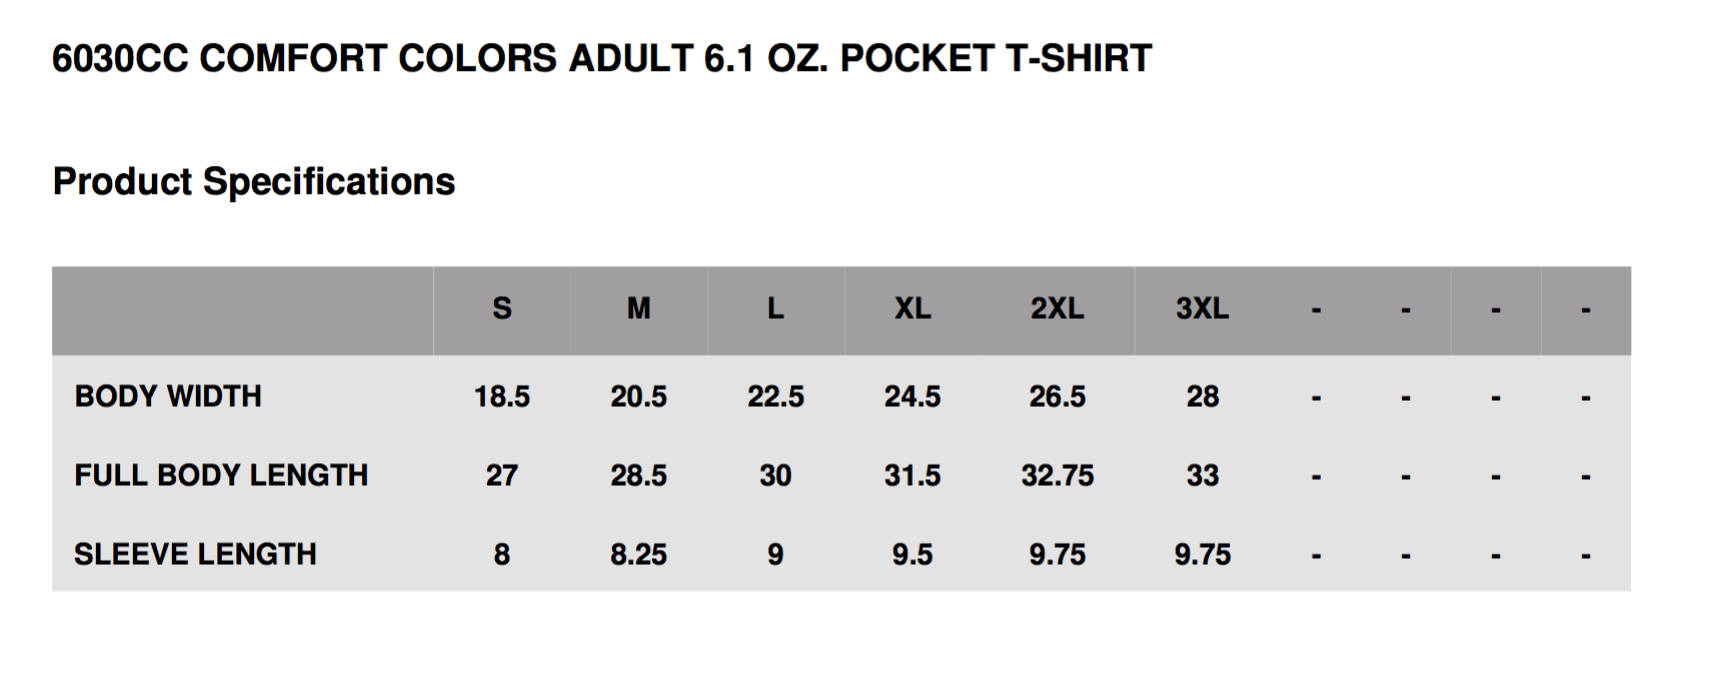 6030CC COMFORT COLORS ADULT 6.1 OZ. POCKET T-SHIRT
Product Specifications
S M L XL 2XL 3XL - - - -
BODY WIDTH 18.5 20.5 22.5 24.5 26.5 28 - - - -
FULL BODY LENGTH 27 28.5 30 31.5 32.75 33 - - - -
SLEEVE LENGTH 8 8.25 9 9.5 9.75 9.75 - - - -